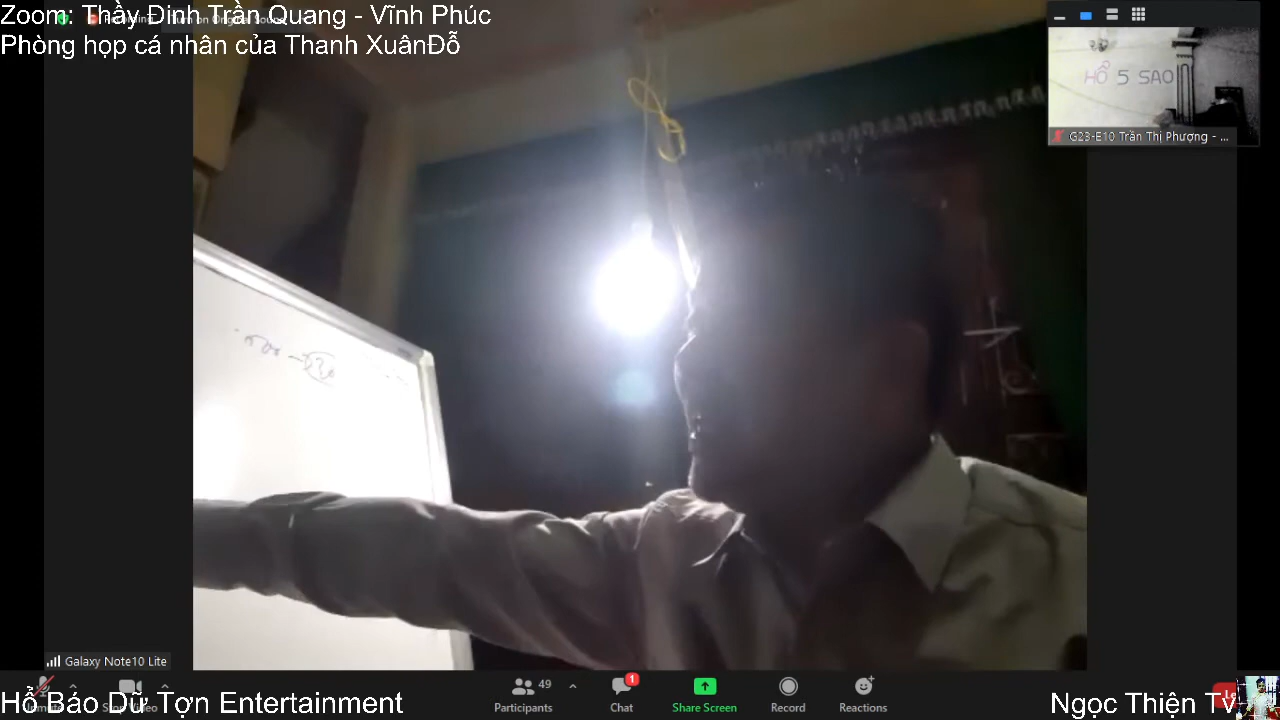 Zoom: Thầy Đinh Trần Quang - Vĩnh Phúc
Phòng họp cá nhân của Thanh XuânĐỗ
HỔ 5 SAO
G23-E10 Trần Thị Phượng - ...
Galaxy Note10 Lite
Hổ Báo Dữ Tợn Entertainment
49
Participants
1
Chat
Share Screen
Record
Reactions
Ngọc Thiện Tv